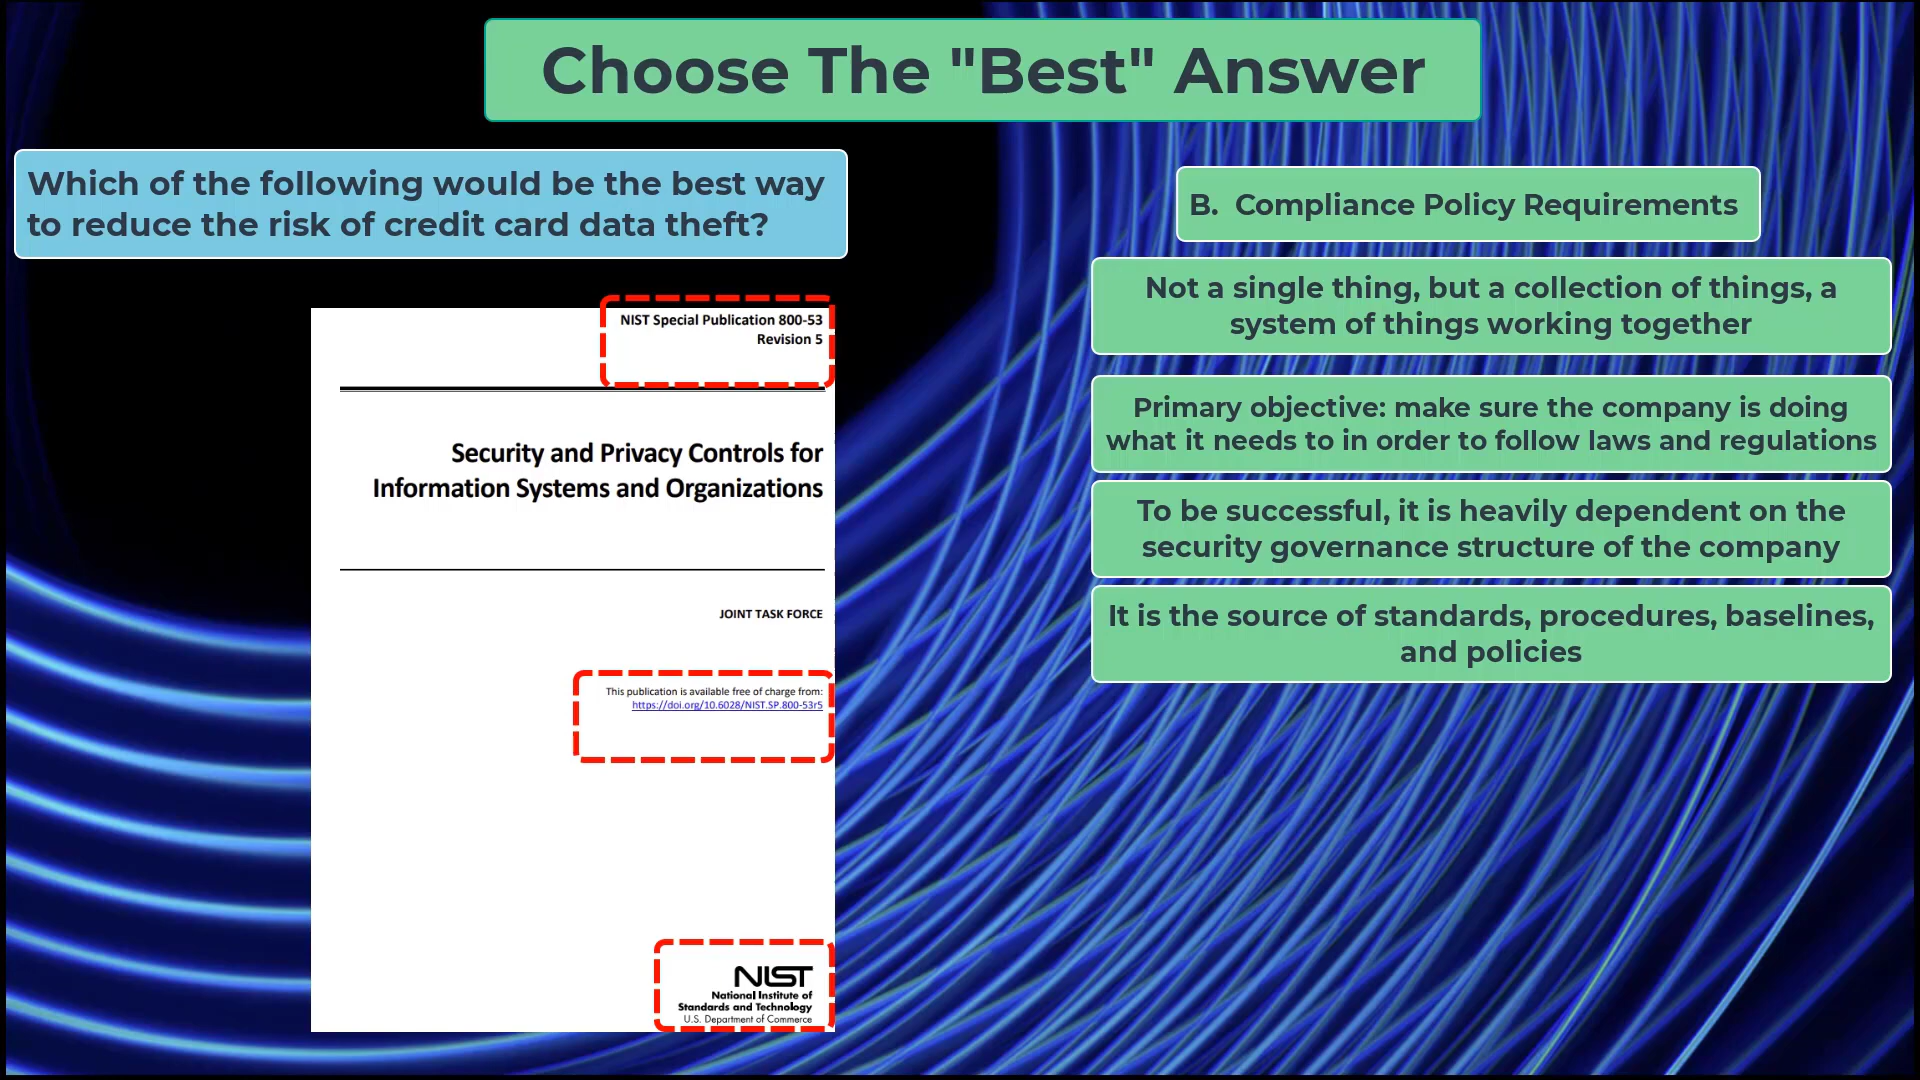 Choose The "Best" Answer
Which of the following would be the best way
to reduce the risk of credit card data theft?
NIST Special Publication 800-53
Revision 5
Security and Privacy Controls for
Information Systems and Organizations
JOINT TASK FORCE
This publication is available free of charge from:
https://doi.org/10.6028/NIST.SP.800-53r5
NIST
National Institute of
Standards and Technology
U.S. Department of Commerce
B. Compliance Policy Requirements
Not a single thing, but a collection of things, a
system of things working together
Primary objective: make sure the company is doing
what it needs to in order to follow laws and regulations
To be successful, it is heavily dependent on the
security governance structure of the company
It is the source of standards, procedures, baselines,
and policies